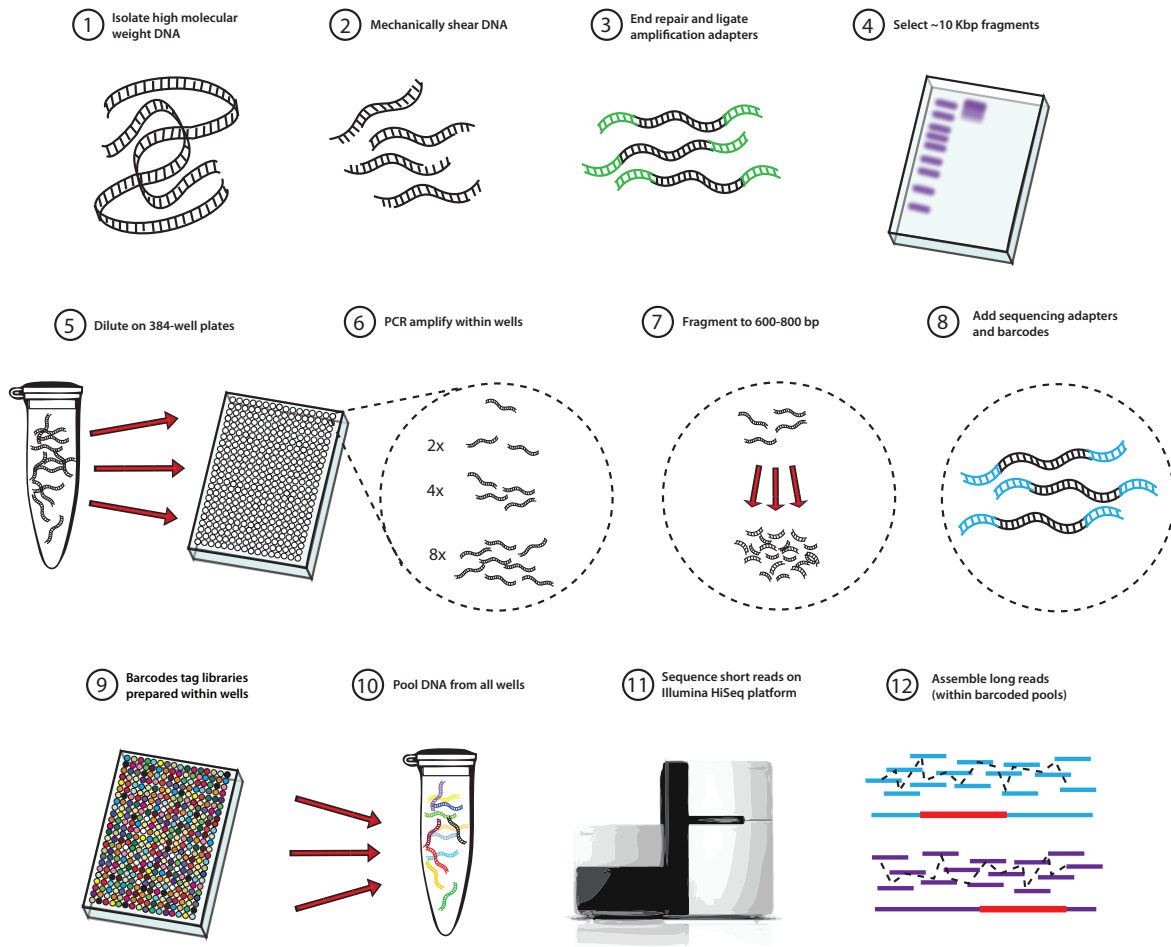 1 Isolate high molecular
weight DNA
2 Mechanically shear DNA
3 End repair and ligate
amplification adapters
4 Select ~10 Kbp fragments
5 Dilute on 384-well plates
6 PCR amplify within wells
2x
4x
8x
7 Fragment to 600-800 bp
8 Add sequencing adapters
and barcodes
9 Barcodes tag libraries
prepared within wells
10 Pool DNA from all wells
11 Sequence short reads on
Illumina HiSeq platform
12 Assemble long reads
(within barcoded pools)